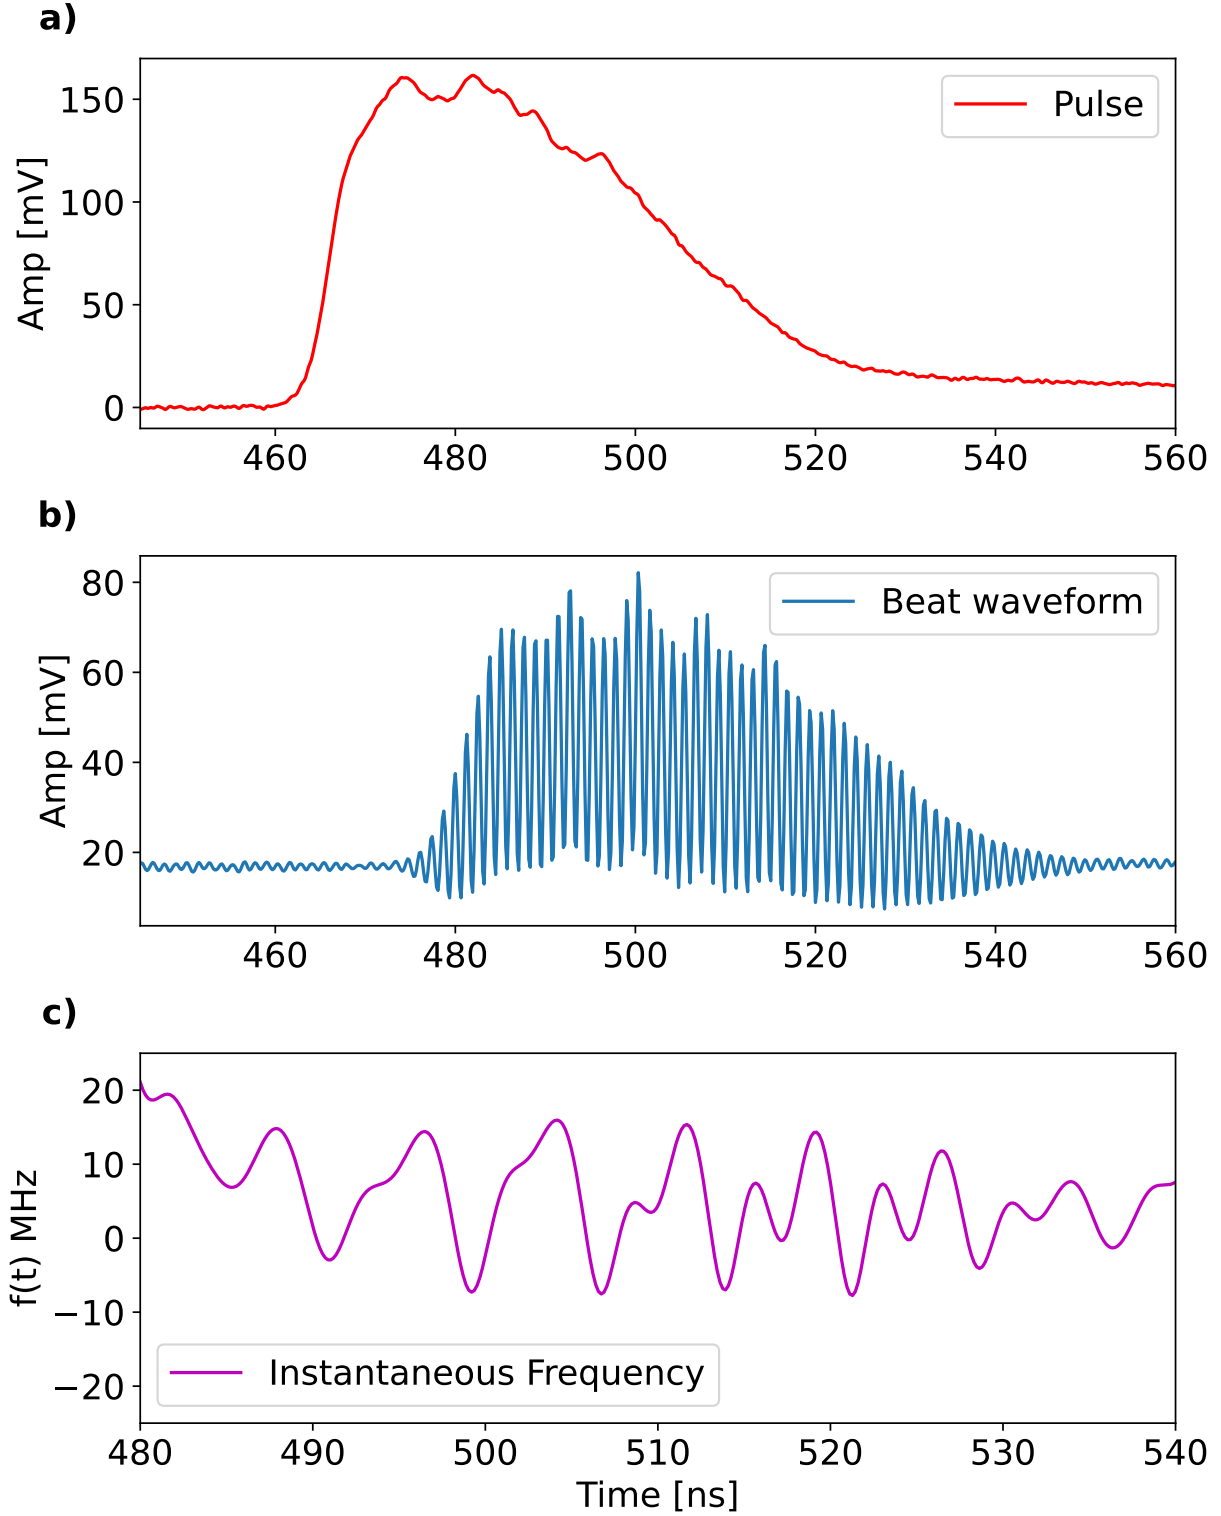 a)
Amp [mV]
150
100
50
0
Pulse
460 480 500 520 540 560
b)
Amp [mV]
80
60
40
20
Beat waveform
460 480 500 520 540 560
c)
f(t) MHz
20
10
0
−10
−20
Instantaneous Frequency
480 490 500 510 520 530 540
Time [ns]